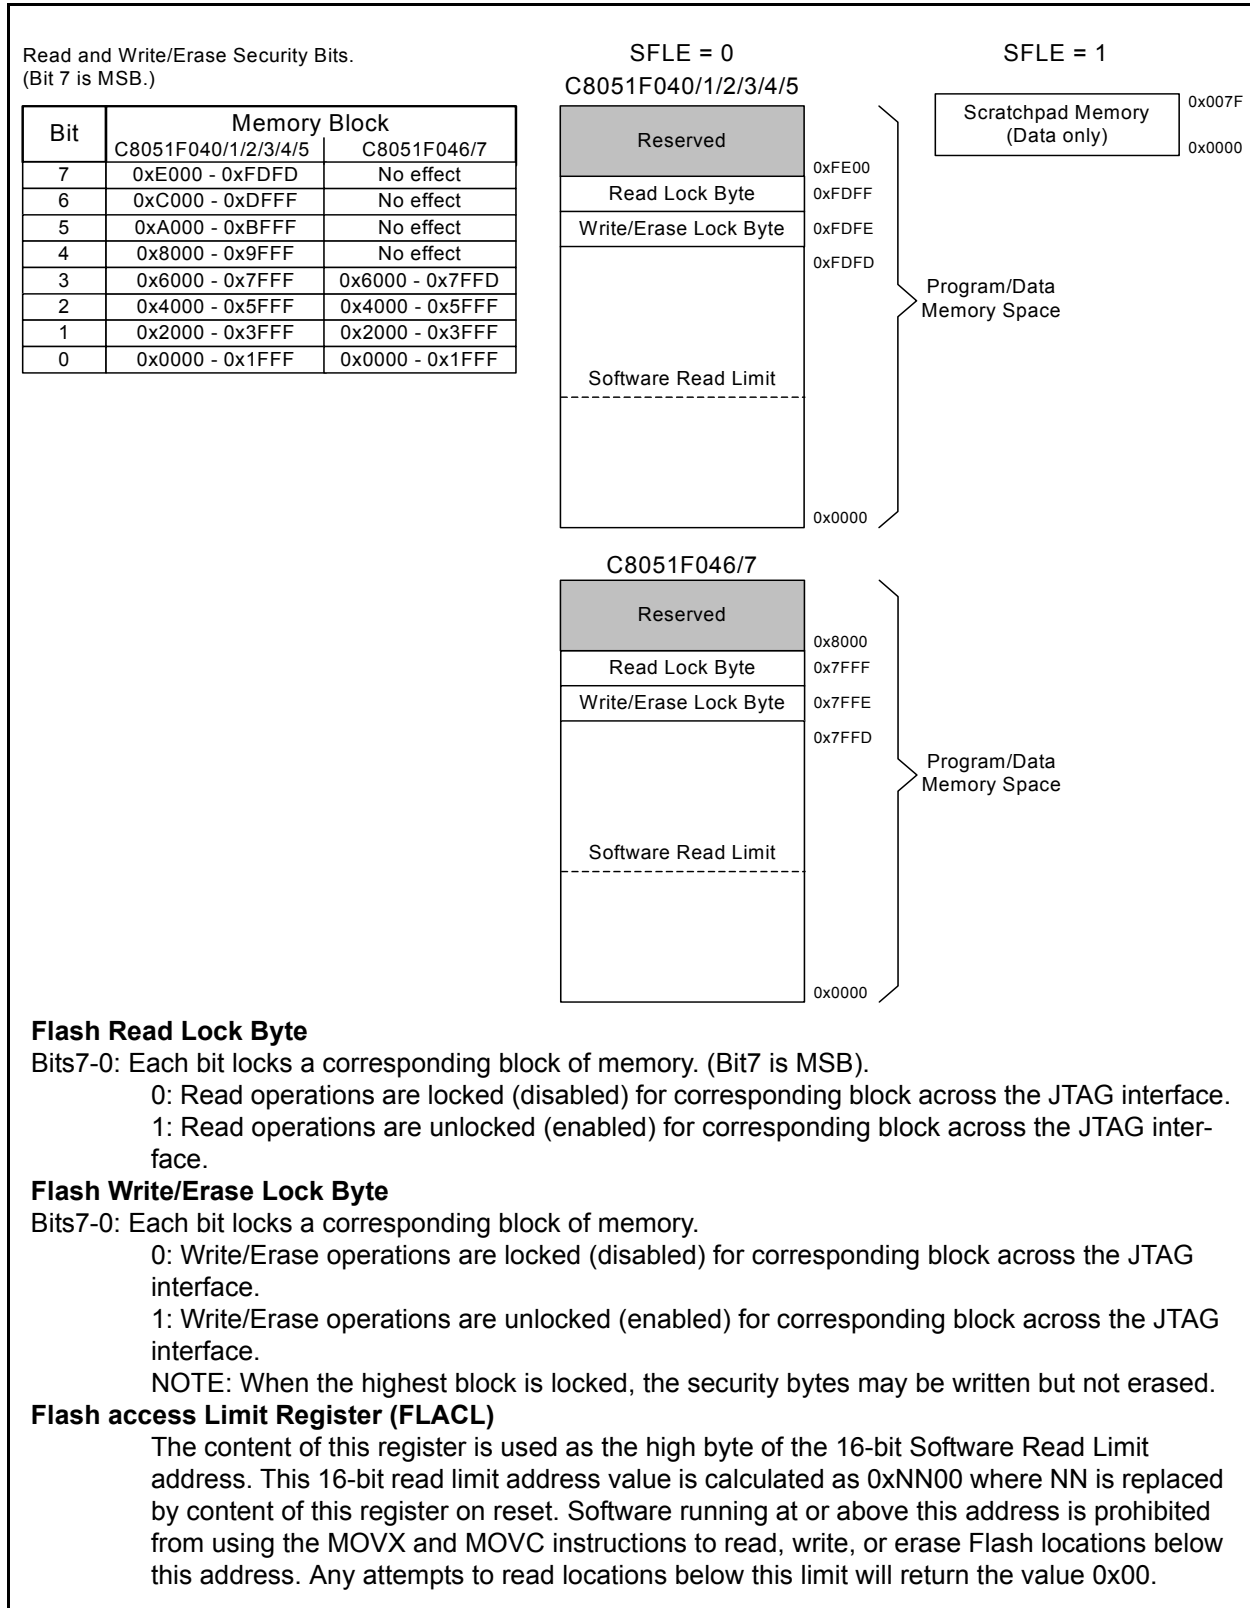 Read and Write/Erase Security Bits.
(Bit 7 is MSB.)
Bit Memory Block
C8051F040/1/2/3/4/5 C8051F046/7
7 0xE000 - 0xFDFD No effect
6 0xC000 - 0xDFFF No effect
5 0xA000 - 0xBFFF No effect
4 0x8000 - 0x9FFF No effect
3 0x6000 - 0x7FFF 0x6000 - 0x7FFD
2 0x4000 - 0x5FFF 0x4000 - 0x5FFF
1 0x2000 - 0x3FFF 0x2000 - 0x3FFF
0 0x0000 - 0x1FFF 0x0000 - 0x1FFF
SFLE = 0
C8051F040/1/2/3/4/5
Reserved
0xFE00
Read Lock Byte 0xFDFF
Write/Erase Lock Byte 0xFDFE
0xFDFD
Software Read Limit
0x0000
Program/Data
Memory Space
SFLE = 1
Scratchpad Memory
(Data only)
0x007F
0x0000
C8051F046/7
Reserved
0x8000
Read Lock Byte 0x7FFF
Write/Erase Lock Byte 0x7FFE
0x7FFD
Software Read Limit
0x0000
Program/Data
Memory Space
Flash Read Lock Byte
Bits7-0: Each bit locks a corresponding block of memory. (Bit7 is MSB).
0: Read operations are locked (disabled) for corresponding block across the JTAG interface.
1: Read operations are unlocked (enabled) for corresponding block across the JTAG inter-
face.
Flash Write/Erase Lock Byte
Bits7-0: Each bit locks a corresponding block of memory.
0: Write/Erase operations are locked (disabled) for corresponding block across the JTAG
interface.
1: Write/Erase operations are unlocked (enabled) for corresponding block across the JTAG
interface.
NOTE: When the highest block is locked, the security bytes may be written but not erased.
Flash access Limit Register (FLACL)
The content of this register is used as the high byte of the 16-bit Software Read Limit
address. This 16-bit read limit address value is calculated as 0xNN00 where NN is replaced
by content of this register on reset. Software running at or above this address is prohibited
from using the MOVX and MOVC instructions to read, write, or erase Flash locations below
this address. Any attempts to read locations below this limit will return the value 0x00.